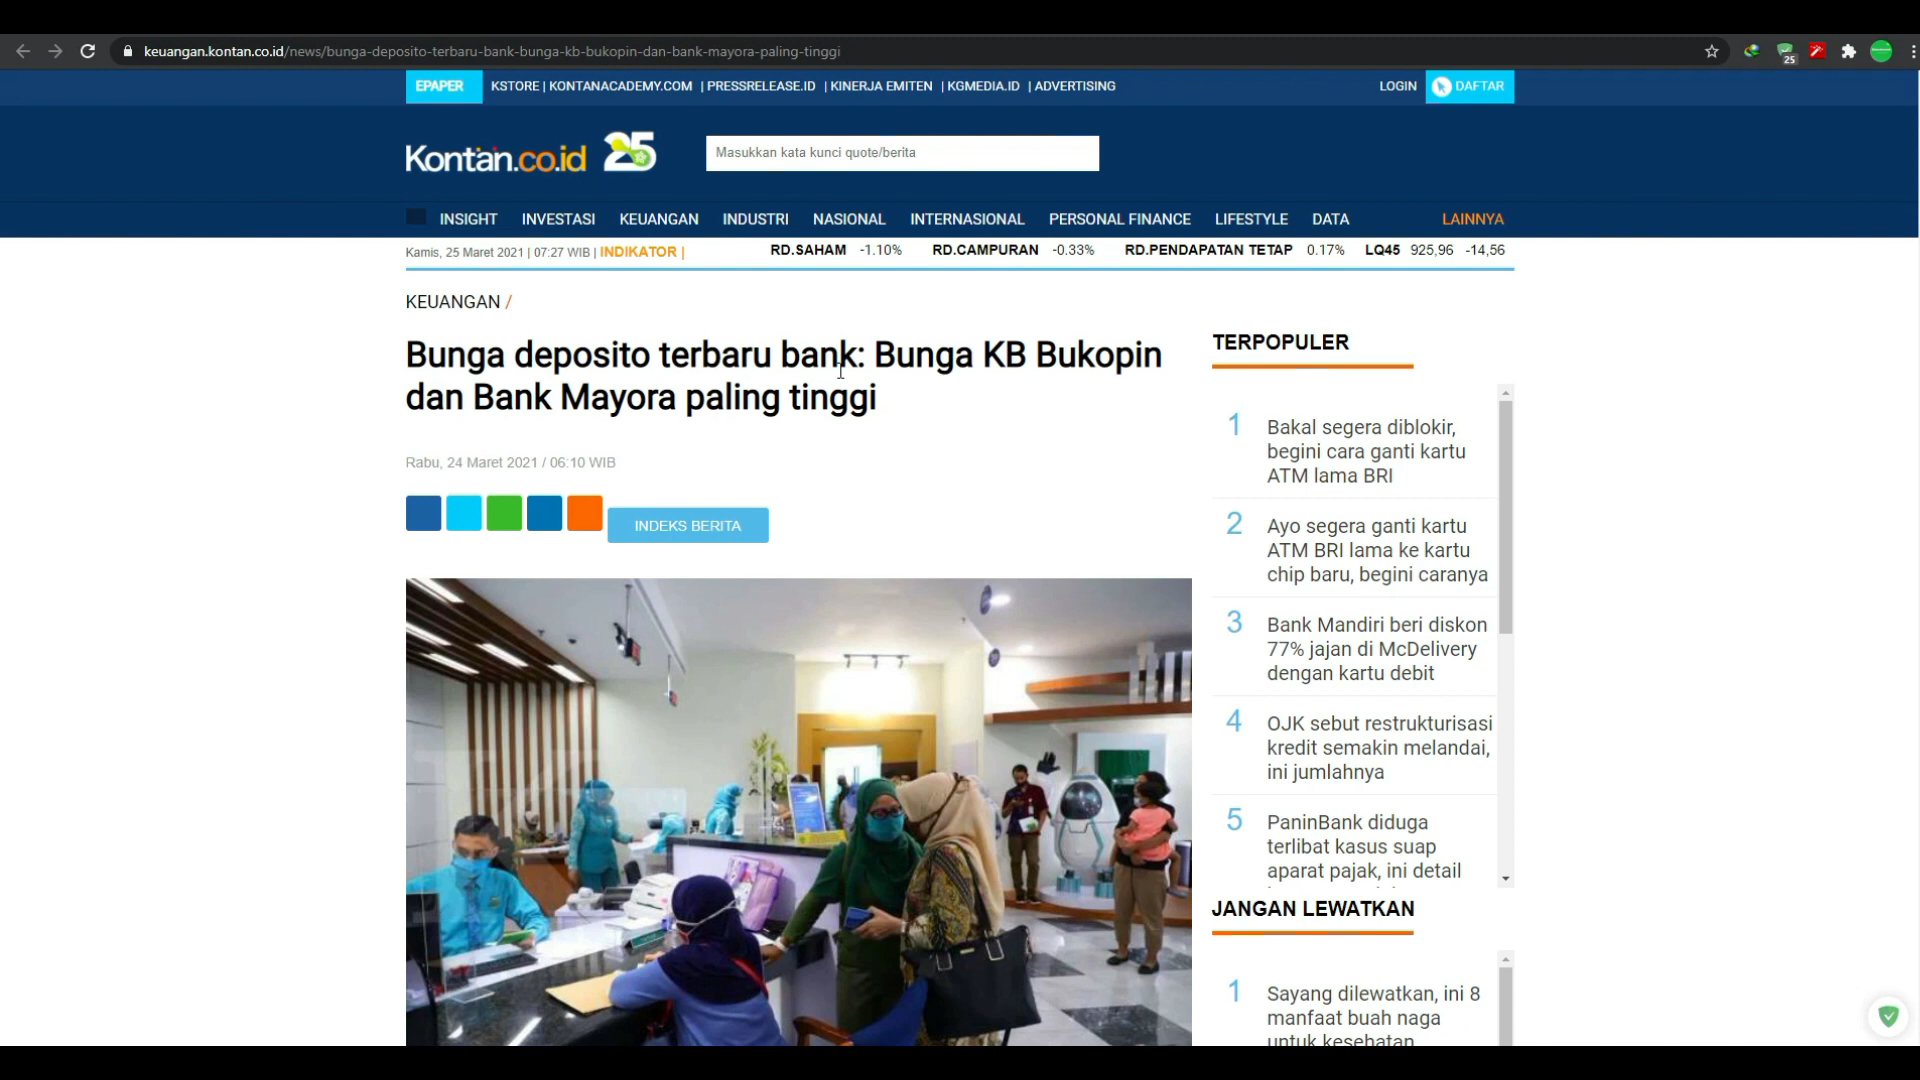 keuangan.kontan.co.id/news/bunga-deposito-terbaru-bank-bunga-kb-bukopin-dan-bank-mayora-paling-tinggi
25
EPAPER KSTORE | KONTANACADEMY.COM | PRESSRELEASE.ID | KINERJA EMITEN | KGMEDIA.ID | ADVERTISING LOGIN DAFTAR
Kontan.co.id 25 Masukkan kata kunci quote/berita
INSIGHT INVESTASI KEUANGAN INDUSTRI NASIONAL INTERNASIONAL PERSONAL FINANCE LIFESTYLE DATA LAINNYA
Kamis, 25 Maret 2021 | 07:27 WIB | INDIKATOR | RD.SAHAM -1.10% RD.CAMPURAN -0.33% RD.PENDAPATAN TETAP 0.17% LQ45 925,96 -14,56
KEUANGAN /
Bunga deposito terbaru bank: Bunga KB Bukopin
dan Bank Mayora paling tinggi
Rabu, 24 Maret 2021 / 06:10 WIB
INDEKS BERITA
TERPOPULER
1 Bakal segera diblokir,
begini cara ganti kartu
ATM lama BRI
2 Ayo segera ganti kartu
ATM BRI lama ke kartu
chip baru, begini caranya
3 Bank Mandiri beri diskon
77% jajan di McDelivery
dengan kartu debit
4 OJK sebut restrukturisasi
kredit semakin melandai,
ini jumlahnya
5 PaninBank diduga
terlibat kasus suap
aparat pajak, ini detail
JANGAN LEWATKAN
1 Sayang dilewatkan, ini 8
manfaat buah naga
untuk kesehatan